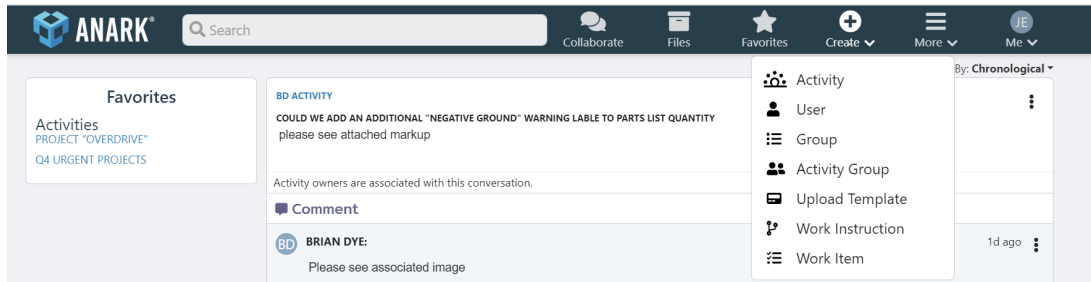 ANARK®
Search
Collaborate
Files
Favorites
Create
More
JE
Me
By: Chronological
Favorites
Activities
PROJECT "OVERDRIVE"
Q4 URGENT PROJECTS
BD ACTIVITY
COULD WE ADD AN ADDITIONAL "NEGATIVE GROUND" WARNING LABLE TO PARTS LIST QUANTITY
please see attached markup
Activity owners are associated with this conversation.
Comment
BD
BRIAN DYE:
1d ago
Please see associated image
Activity
User
Group
Activity Group
Upload Template
Work Instruction
Work Item